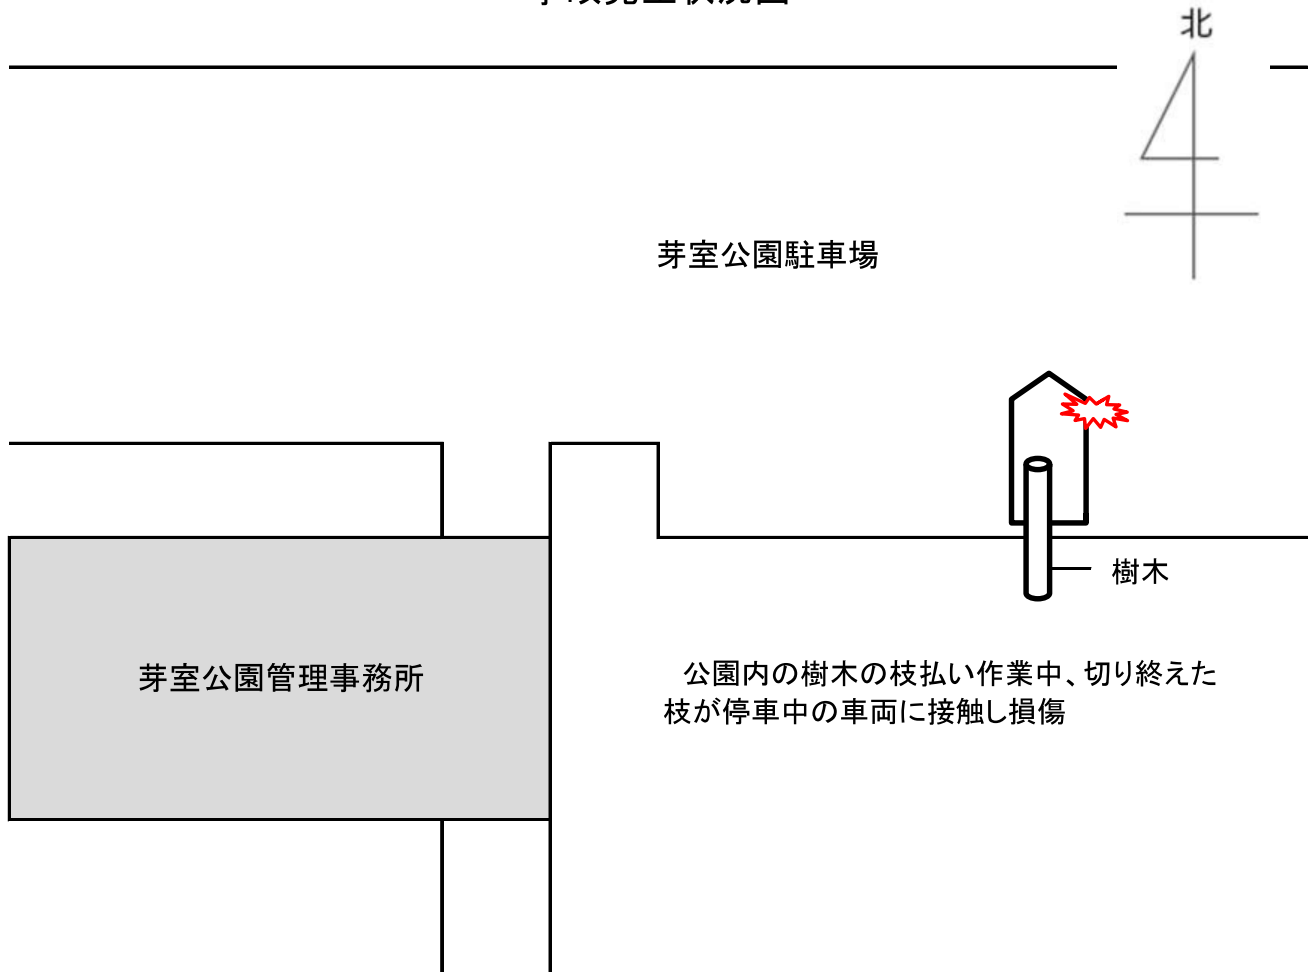 北
芽室公園駐車場
樹木
芽室公園管理事務所
公園内の樹木の枝払い作業中、切り終えた
枝が停車中の車両に接触し損傷